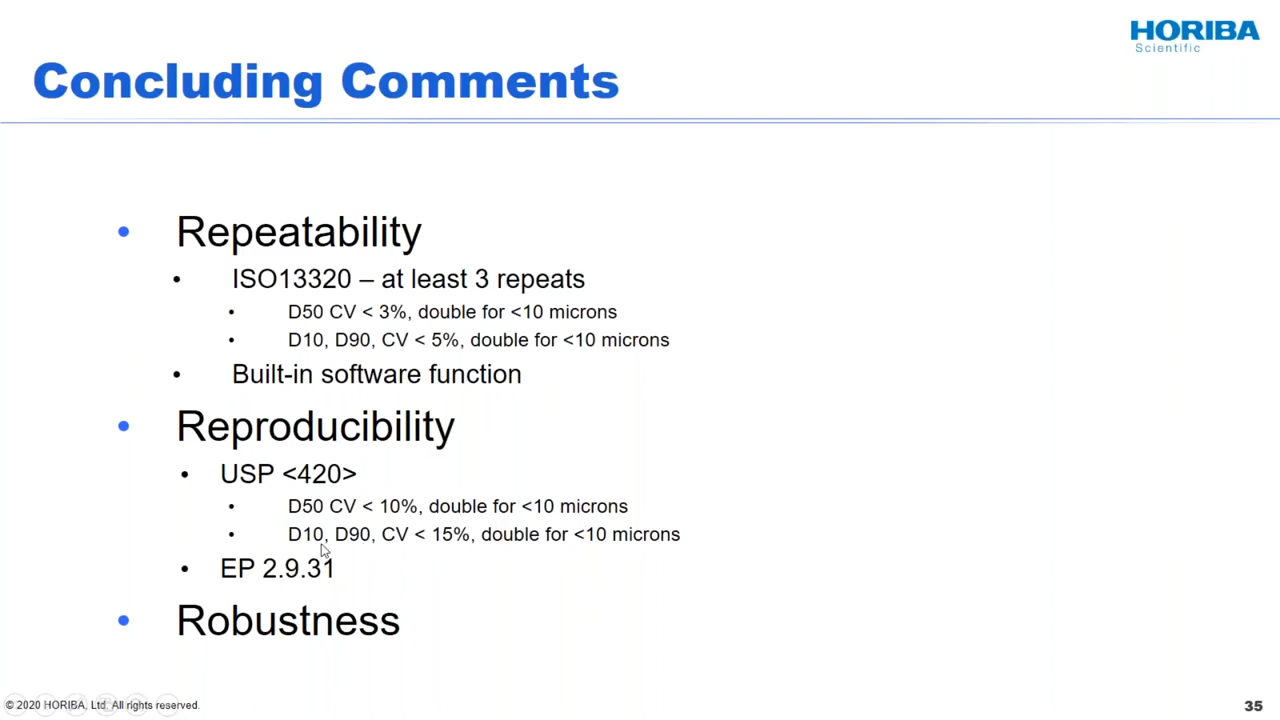 HORIBA
Scientific
Concluding Comments
• Repeatability
• ISO13320 – at least 3 repeats
• D50 CV < 3%, double for <10 microns
• D10, D90, CV < 5%, double for <10 microns
• Built-in software function
• Reproducibility
• USP <420>
• D50 CV < 10%, double for <10 microns
• D10, D90, CV < 15%, double for <10 microns
• EP 2.9.31
• Robustness
© 2020 HORIBA, Ltd. All rights reserved.
35